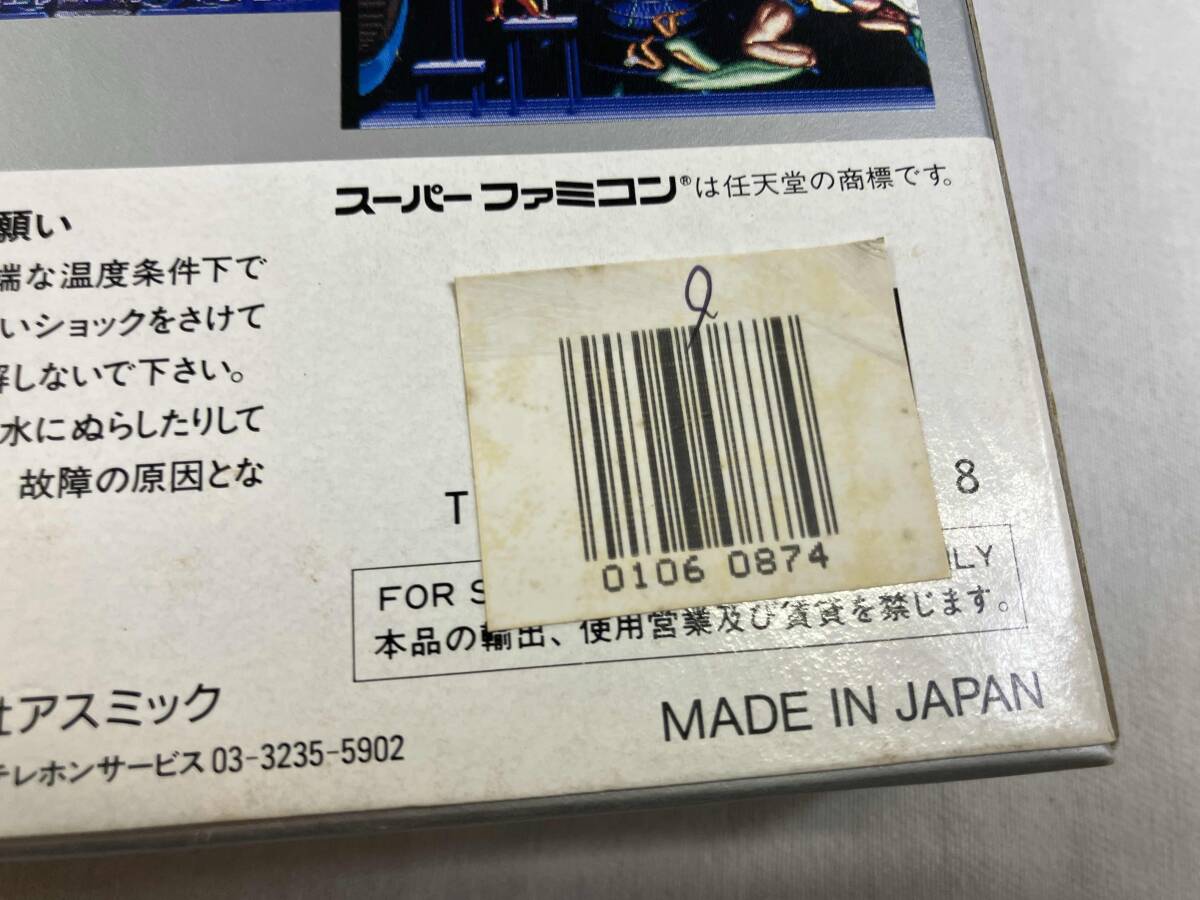 スーパーファミコン®は任天堂の商標です。
願い
端な温度条件下で
いショックをさけて
解しないで下さい。
水にぬらしたりして
故障の原因とな
0106 0874
T 8
FOR S LY
本品の輸出、使用営業及び賃貸を禁じます。
社アスミック
テレホンサービス 03-3235-5902
MADE IN JAPAN